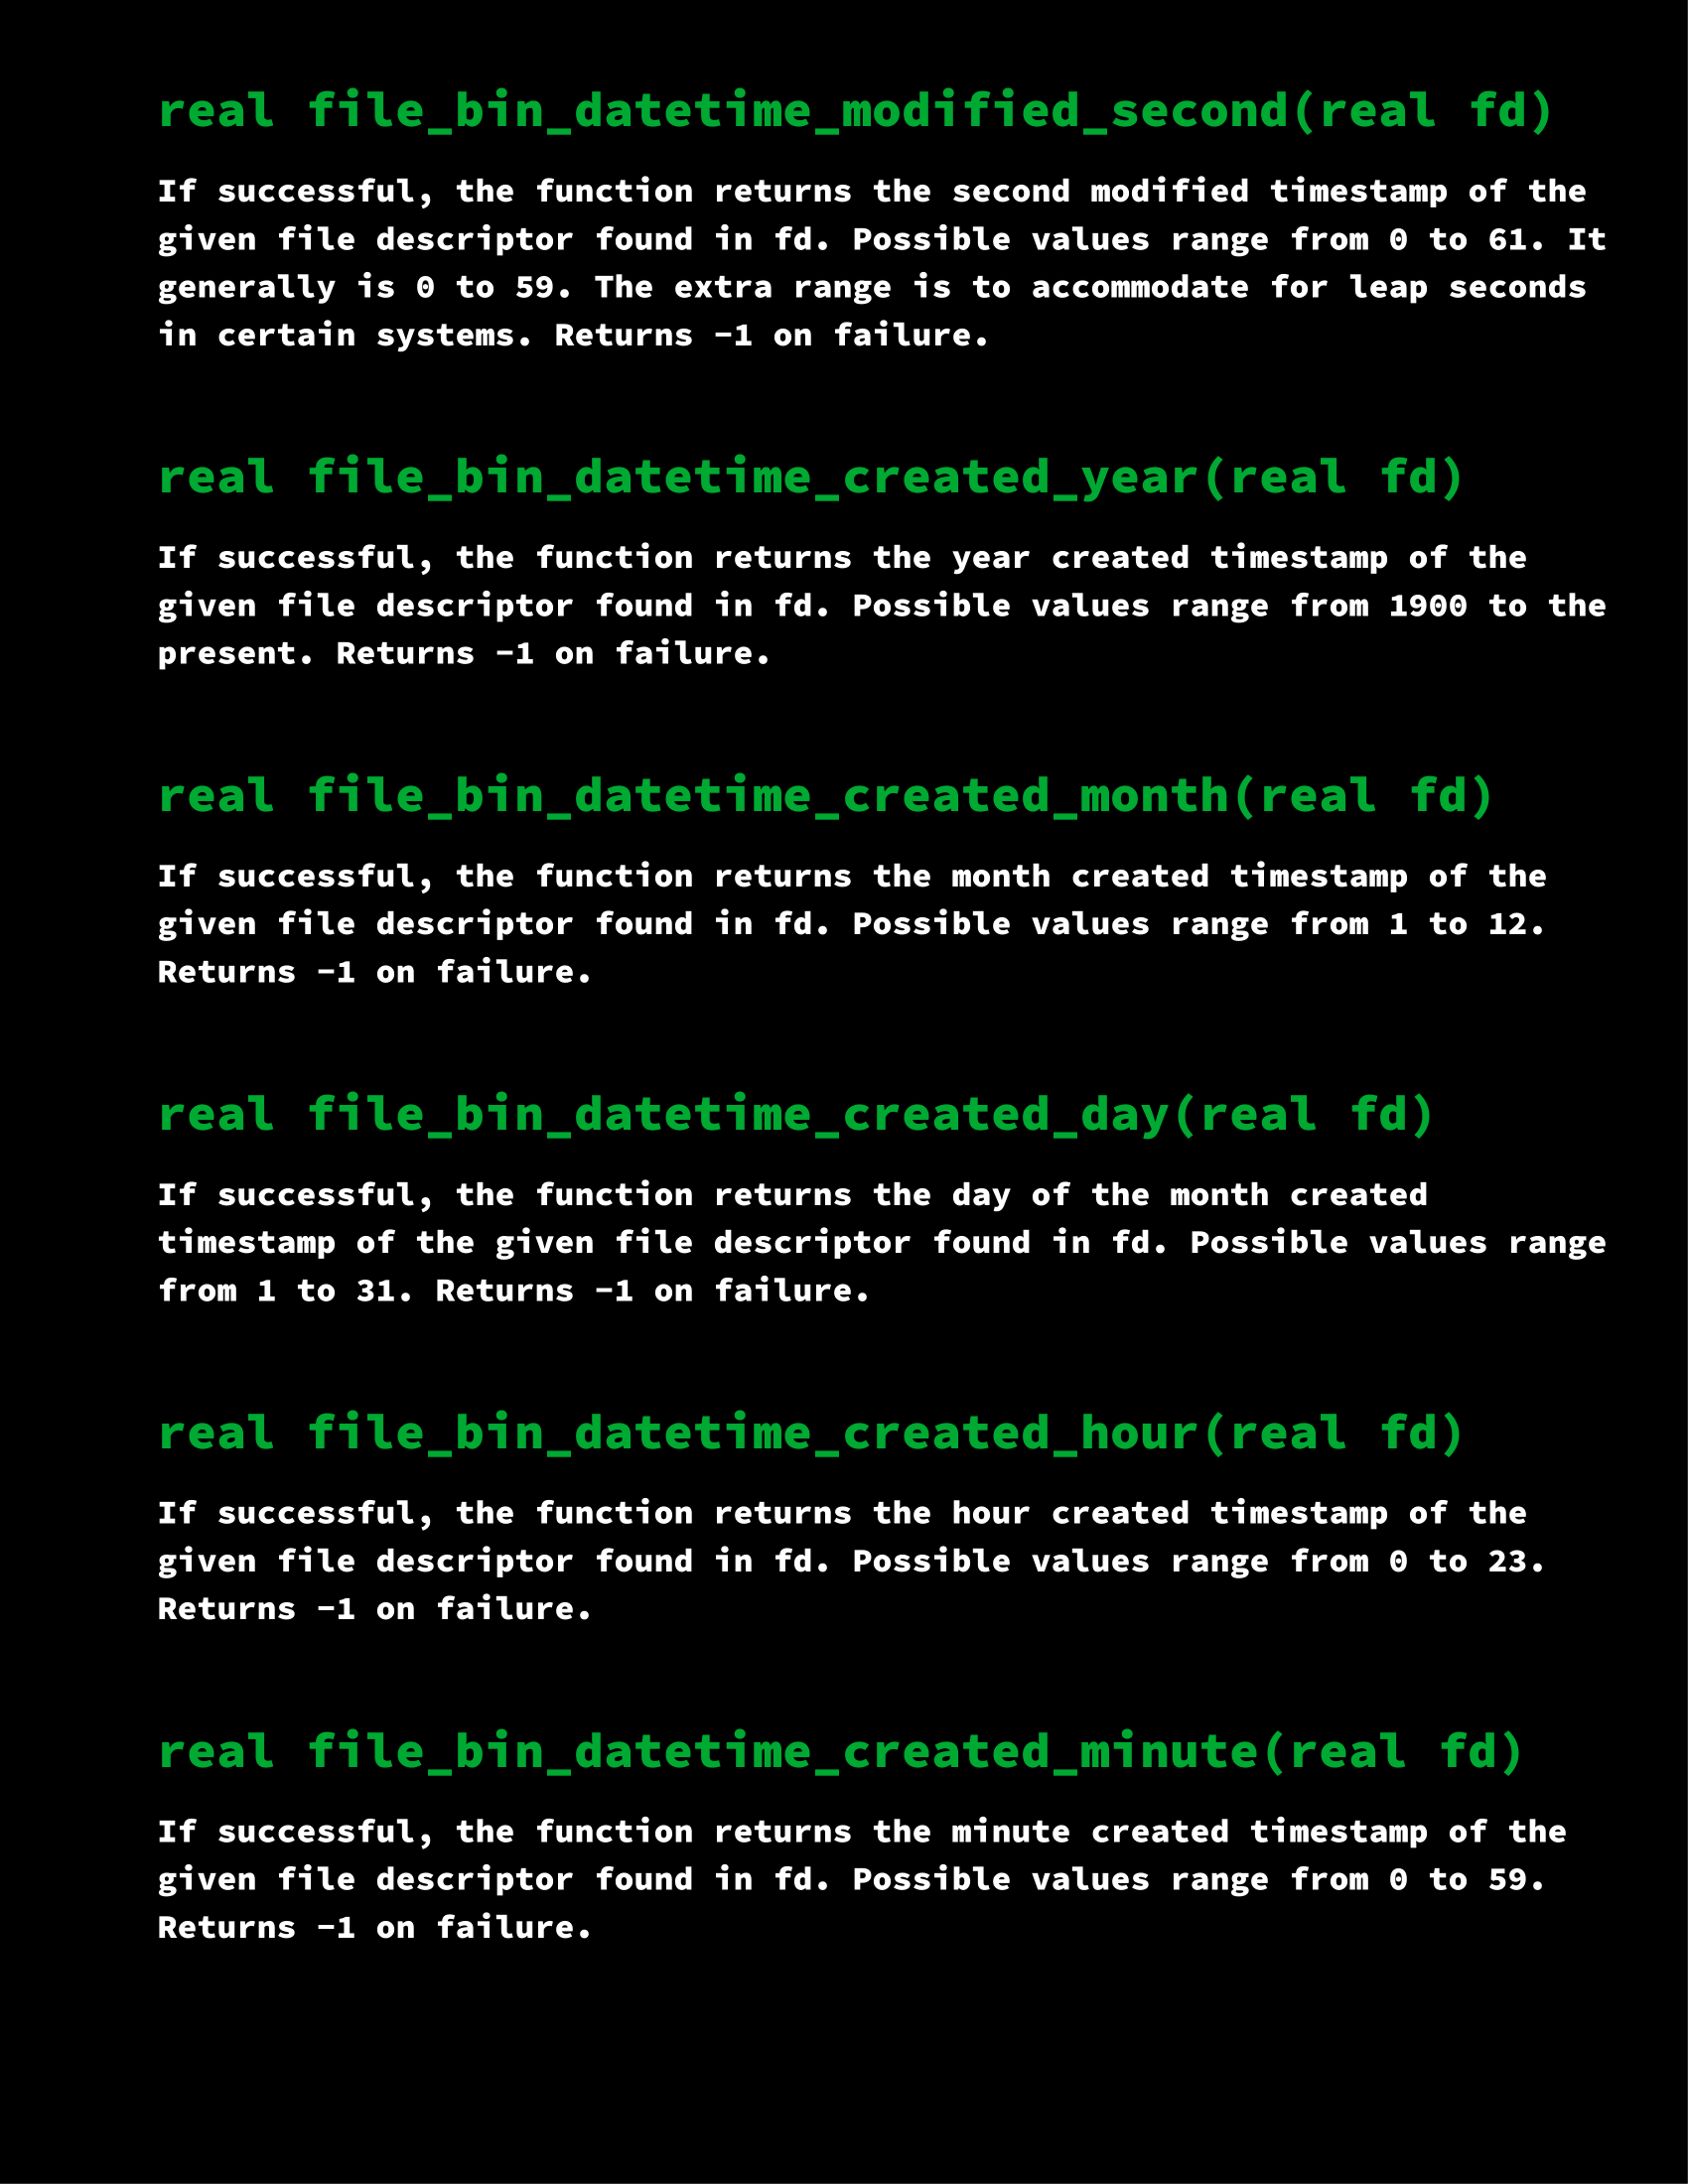 real file_bin_datetime_modified_second(real fd)
If successful, the function returns the second modified timestamp of the
given file descriptor found in fd. Possible values range from 0 to 61. It
generally is 0 to 59. The extra range is to accommodate for leap seconds
in certain systems. Returns -1 on failure.
real file_bin_datetime_created_year(real fd)
If successful, the function returns the year created timestamp of the
given file descriptor found in fd. Possible values range from 1900 to the
present. Returns -1 on failure.
real file_bin_datetime_created_month(real fd)
If successful, the function returns the month created timestamp of the
given file descriptor found in fd. Possible values range from 1 to 12.
Returns -1 on failure.
real file_bin_datetime_created_day(real fd)
If successful, the function returns the day of the month created
timestamp of the given file descriptor found in fd. Possible values range
from 1 to 31. Returns -1 on failure.
real file_bin_datetime_created_hour(real fd)
If successful, the function returns the hour created timestamp of the
given file descriptor found in fd. Possible values range from 0 to 23.
Returns -1 on failure.
real file_bin_datetime_created_minute(real fd)
If successful, the function returns the minute created timestamp of the
given file descriptor found in fd. Possible values range from 0 to 59.
Returns -1 on failure.